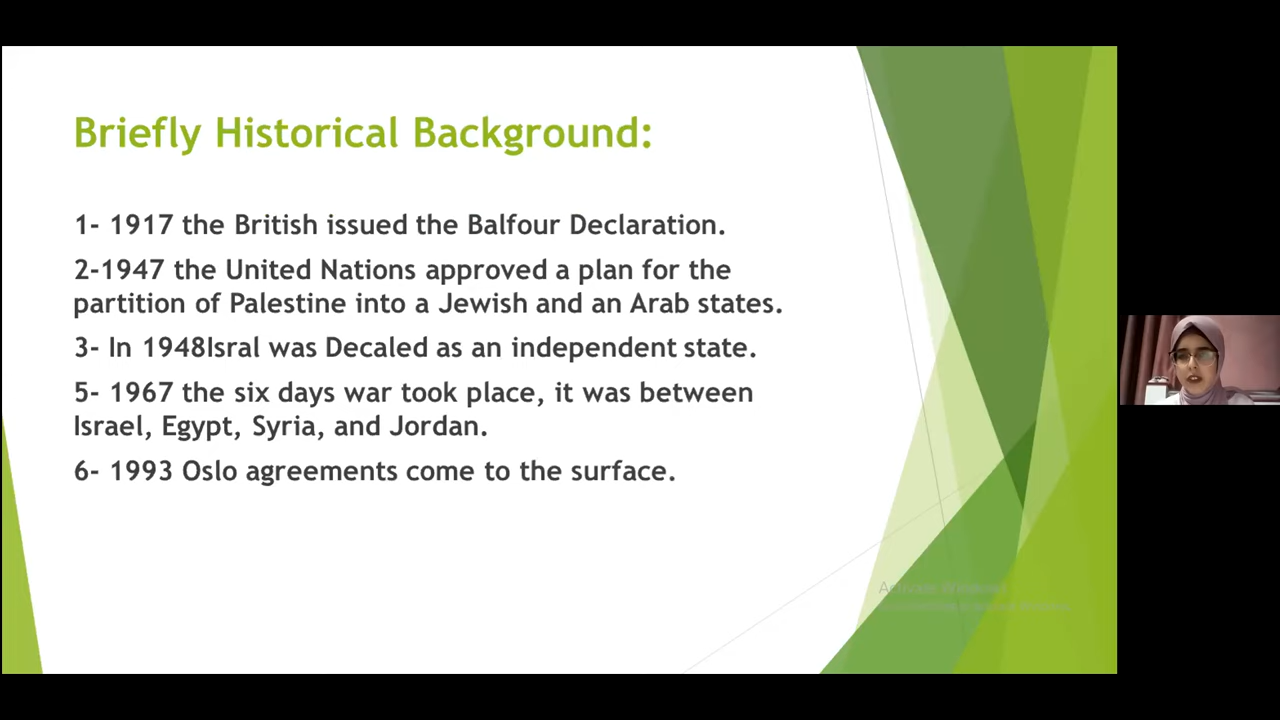 Briefly Historical Background:
1- 1917 the British issued the Balfour Declaration.
2-1947 the United Nations approved a plan for the
partition of Palestine into a Jewish and an Arab states.
3- In 1948Isral was Decaled as an independent state.
5- 1967 the six days war took place, it was between
Israel, Egypt, Syria, and Jordan.
6- 1993 Oslo agreements come to the surface.
Activate Windows